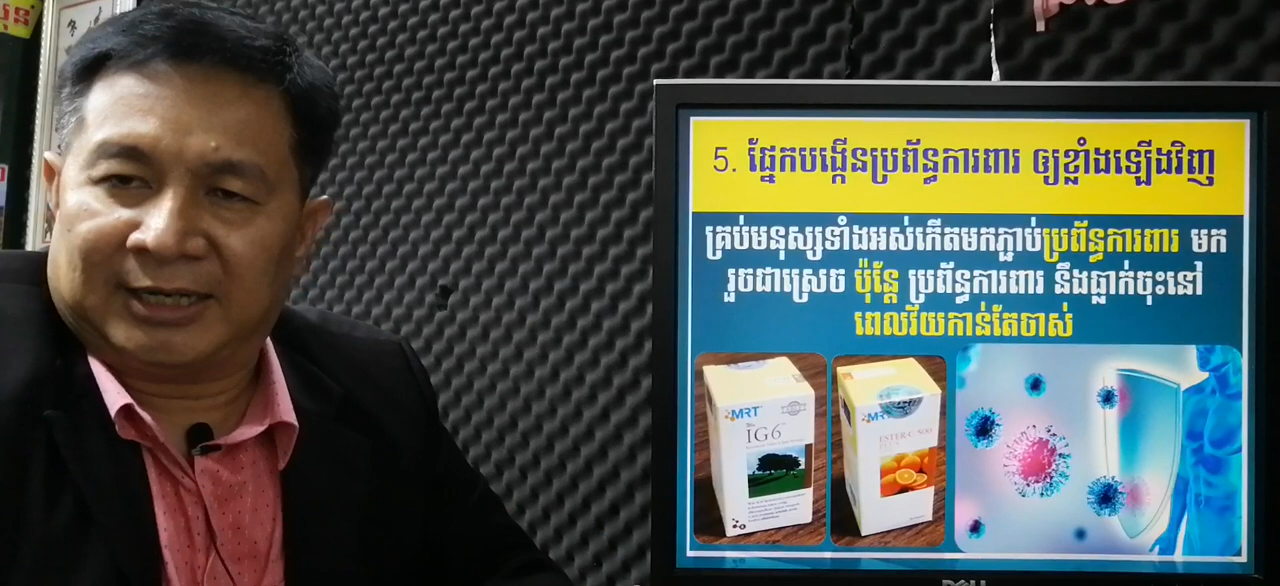 5. ផ្នែកបង្កើនប្រព័ន្ធការពារ ឲ្យខ្លាំងឡើងវិញ
គ្រប់មនុស្សទាំងអស់កើតមកភ្ជាប់ប្រព័ន្ធការពារ មក
រួចជាស្រេច ប៉ុន្តែ ប្រព័ន្ធការពារ នឹងធ្លាក់ចុះនៅ
ពេលវ័យកាន់តែចាស់
MRT
IG6
MRT
ESTER-C 500
DELL